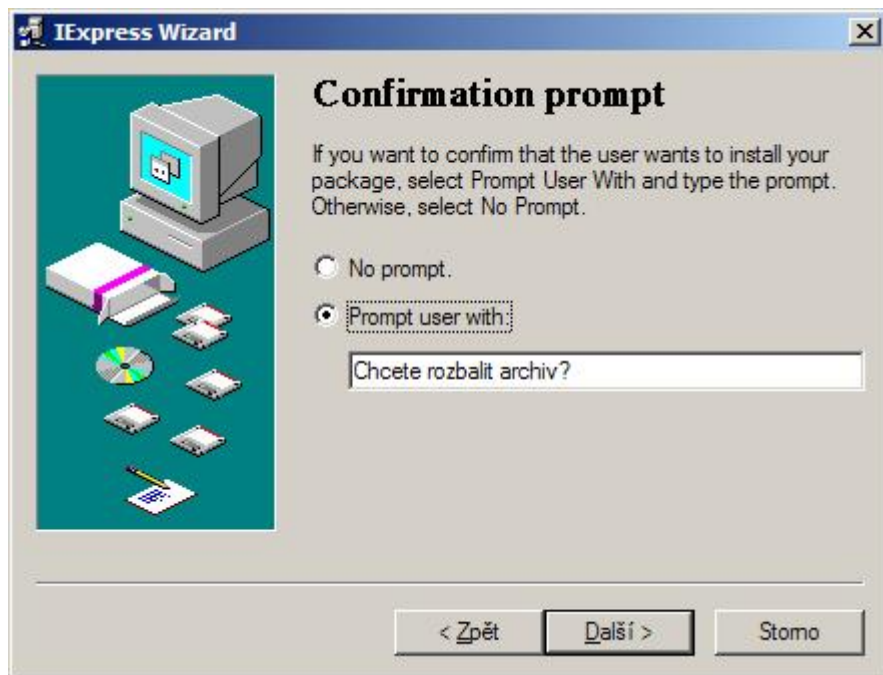 IExpress Wizard
Confirmation prompt
If you want to confirm that the user wants to install your
package, select Prompt User With and type the prompt.
Otherwise, select No Prompt.
No prompt.
Prompt user with:
Chcete rozbalit archiv?
< Zpět Další > Storno